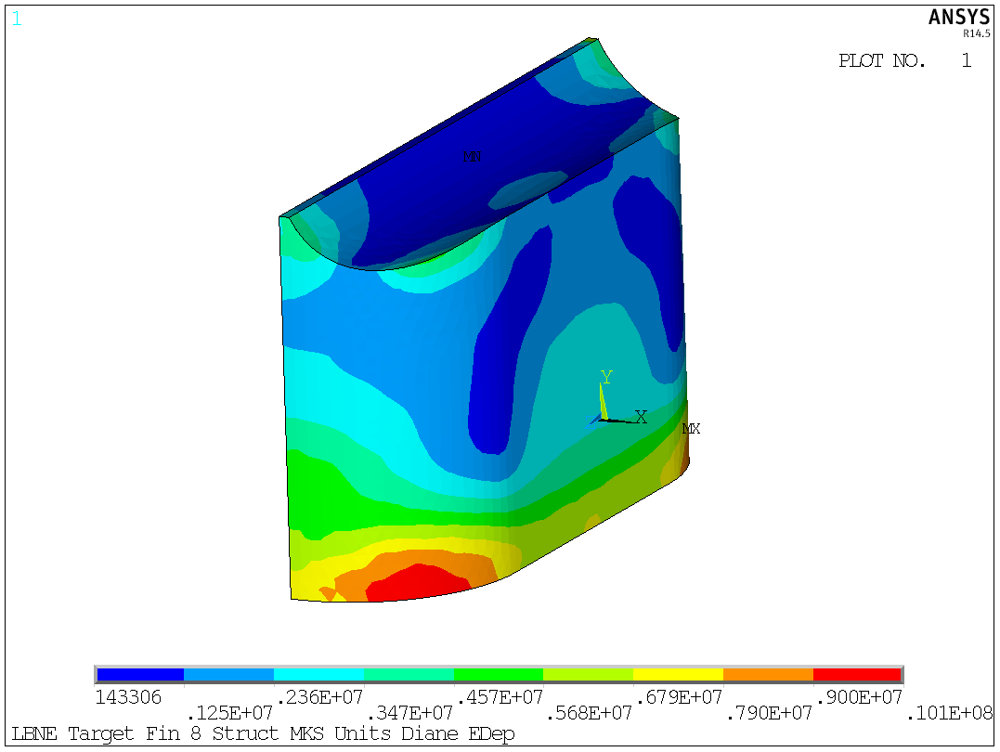 1
ANSYS
R14.5
PLOT NO. 1
MN
Y
X
MX
143306 .236E+07 .457E+07 .679E+07 .900E+07
.125E+07 .347E+07 .568E+07 .790E+07 .101E+08
LBNE Target Fin 8 Struct MKS Units Diane EDep